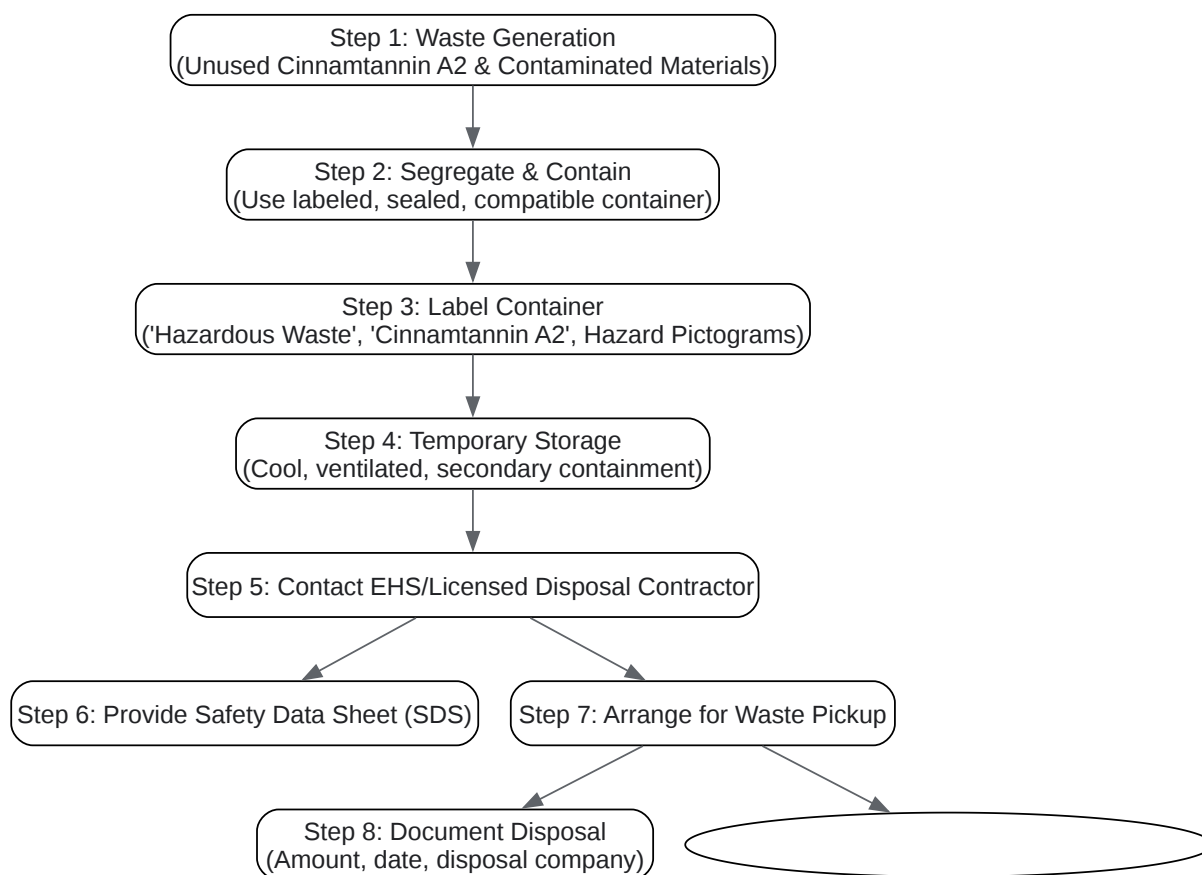 Step 1: Waste Generation
(Unused Cinnamtannin A2 & Contaminated Materials)
Step 2: Segregate & Contain
(Use labeled, sealed, compatible container)
Step 3: Label Container
('Hazardous Waste', 'Cinnamtannin A2', Hazard Pictograms)
Step 4: Temporary Storage
(Cool, ventilated, secondary containment)
Step 5: Contact EHS/Licensed Disposal Contractor
Step 6: Provide Safety Data Sheet (SDS)
Step 7: Arrange for Waste Pickup
Step 8: Document Disposal
(Amount, date, disposal company)